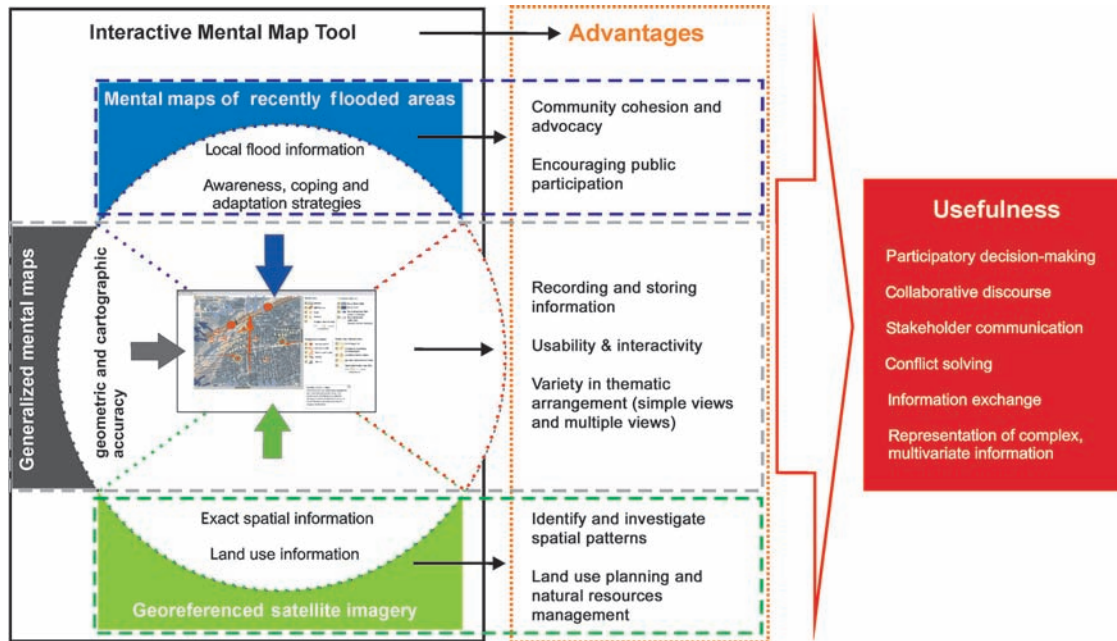 Interactive Mental Map Tool
Advantages
Mental maps of recently flooded areas
Local flood information
Awareness, coping and
adaptation strategies
Community cohesion and
advocacy
Encouraging public
participation
Generalized mental maps
geometric and cartographic
accuracy
Recording and storing
information
Usability & interactivity
Variety in thematic
arrangement (simple views
and multiple views)
Exact spatial information
Land use information
Georeferenced satellite imagery
Identify and investigate
spatial patterns
Land use planning and
natural resources
management
Usefulness
Participatory decision-making
Collaborative discourse
Stakeholder communication
Conflict solving
Information exchange
Representation of complex,
multivariate information